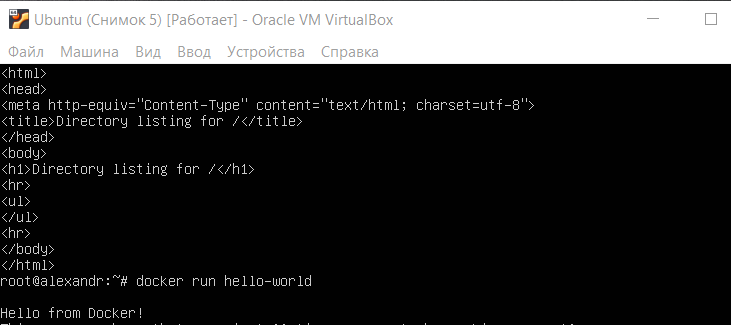 Ubuntu (Снимок 5) [Работает] - Oracle VM VirtualBox
Файл Машина Вид Ввод Устройства Справка
<html>
<head>
<meta http-equiv="Content-Type" content="text/html; charset=utf-8">
<title>Directory listing for /</title>
</head>
<body>
<h1>Directory listing for /</h1>
<hr>
<ul>
</ul>
<hr>
</body>
</html>
root@alexandr:~# docker run hello-world
Hello from Docker!